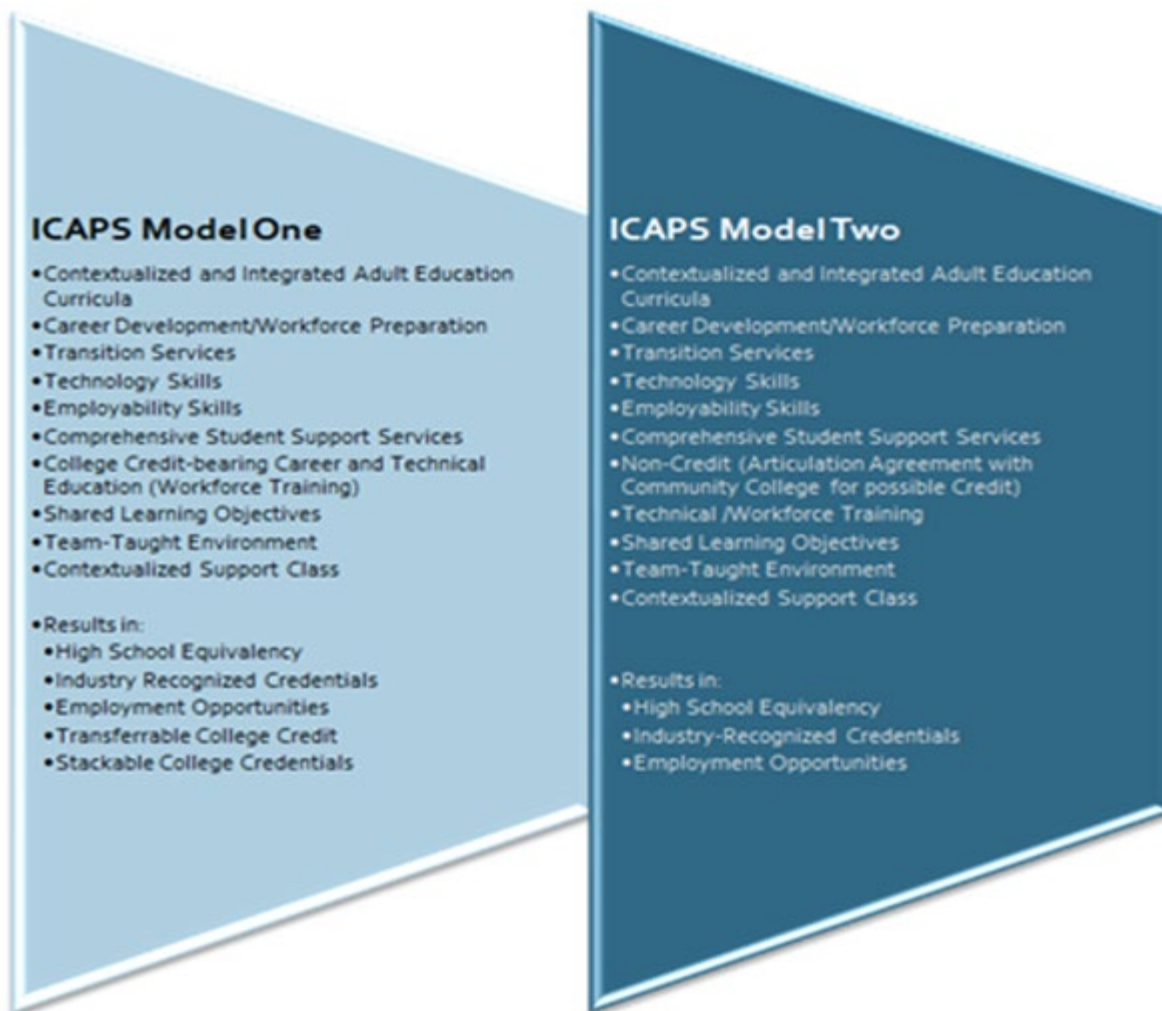 ICAPS Model One
•Contextualized and Integrated Adult Education
Curricula
•Career Development/Workforce Preparation
•Transition Services
•Technology Skills
•Employability Skills
•Comprehensive Student Support Services
•College Credit-bearing Career and Technical
Education (Workforce Training)
•Shared Learning Objectives
•Team-Taught Environment
•Contextualized Support Class
•Results in:
•High School Equivalency
•Industry Recognized Credentials
•Employment Opportunities
•Transferrable College Credit
•Stackable College Credentials
ICAPS Model Two
•Contextualized and Integrated Adult Education
Curricula
•Career Development/Workforce Preparation
•Transition Services
•Technology Skills
•Employability Skills
•Comprehensive Student Support Services
•Non-Credit (Articulation Agreement with
Community College for possible Credit)
•Technical /Workforce Training
•Shared Learning Objectives
•Team-Taught Environment
•Contextualized Support Class
•Results in:
•High School Equivalency
•Industry-Recognized Credentials
•Employment Opportunities